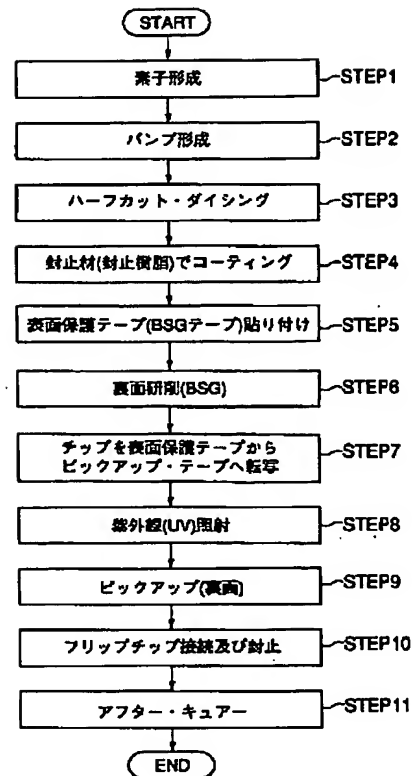 START
素子形成
STEP1
バンプ形成
STEP2
ハーフカット・ダイシング
STEP3
封止材(封止樹脂)でコーティング
STEP4
表面保護テープ(BSGテープ)貼り付け
STEP5
裏面研削(BSG)
STEP6
チップを表面保護テープから
ピックアップ・テープへ転写
STEP7
紫外線(UV)照射
STEP8
ピックアップ(裏面)
STEP9
フリップチップ接続及び封止
STEP10
アフター・キュアー
STEP11
END